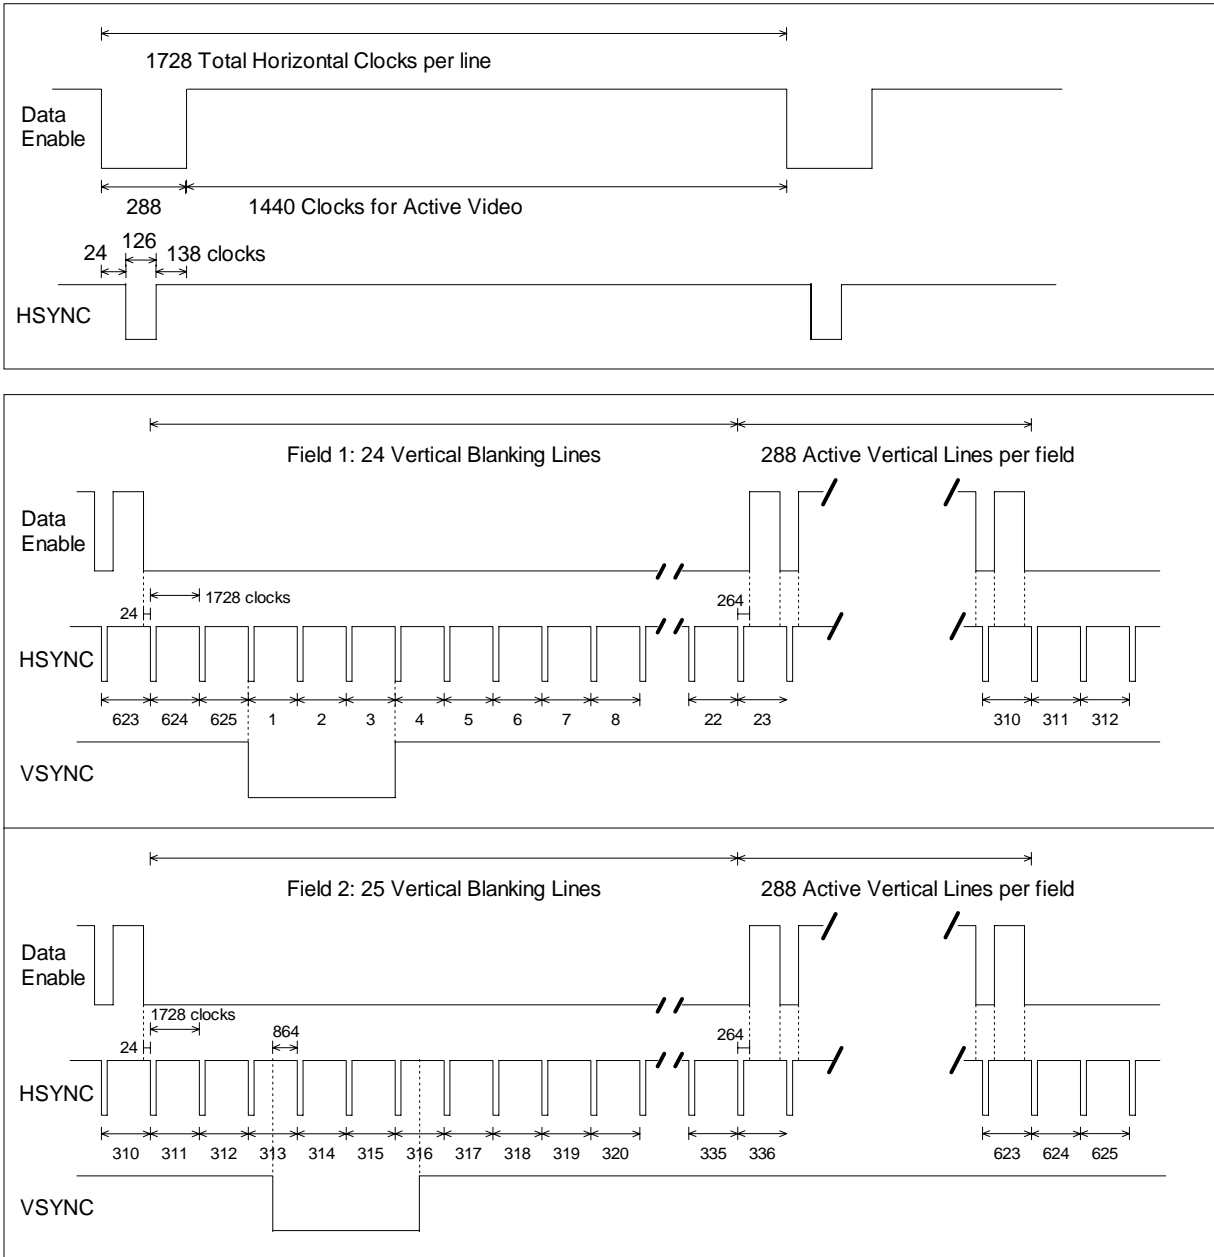 1728 Total Horizontal Clocks per line
Data
Enable
288
1440 Clocks for Active Video
126
24
138 clocks
HSYNC
Field 1: 24 Vertical Blanking Lines
288 Active Vertical Lines per field
Data
Enable
1728 clocks
24
264
HSYNC
623 624 625 1 2 3 4 5 6 7 8 22 23 310 311 312
VSYNC
Field 2: 25 Vertical Blanking Lines
288 Active Vertical Lines per field
Data
Enable
1728 clocks
24
864
264
HSYNC
310 311 312 313 314 315 316 317 318 319 320 335 336 623 624 625
VSYNC